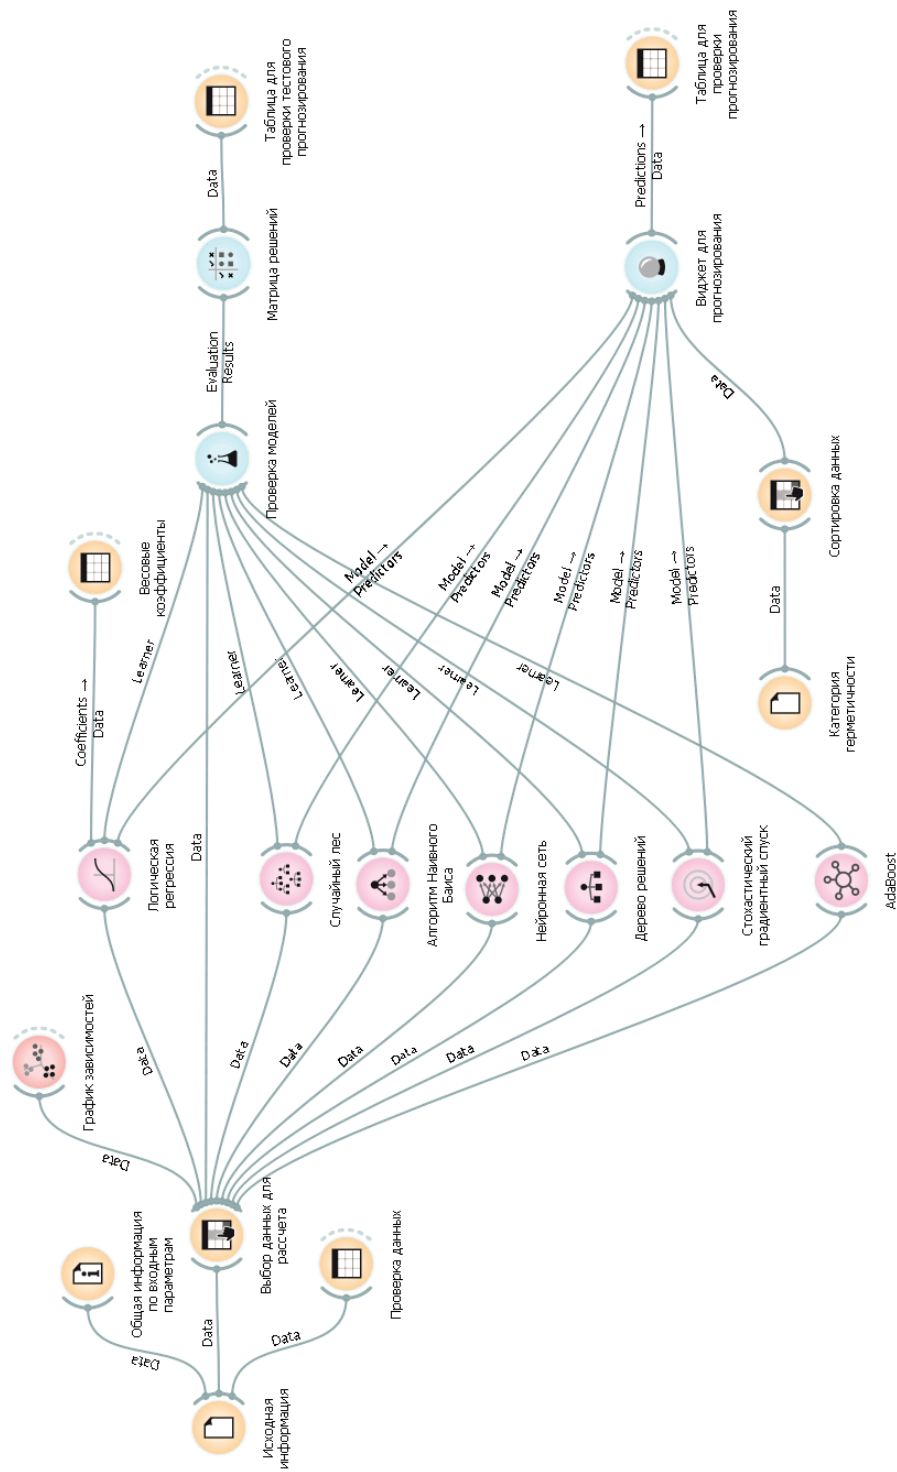 Исходная
информация
Data
Data
Data
Общая информация
по входным
параметрам
Выбор данных для
рассчета
Проверка данных
Data
График зависимостей
Data
Data
Data
Data
Data
Data
Data
Data
Логическая
регрессия
Случайный лес
Алгоритм наивного
Баиса
Нейронная сеть
Дерево решений
Стохастический
градиентный спуск
AdaBoost
Coefficients →
Data
Весовые
коэффициенты
Learner
Learner
Learner
Learner
Learner
Learner
Learner
Model →
Predictors
Model →
Predictors
Model →
Predictors
Model →
Predictors
Model →
Predictors
Model →
Predictors
Категория
герметичности
Data
Сортировка данных
Data
Проверка моделей
Evaluation
Results
Матрица решений
Data
Таблица для
проверки тестового
прогнозирования
Виджет для
прогнозирования
Predictions →
Data
Таблица для
проверки
прогнозирования